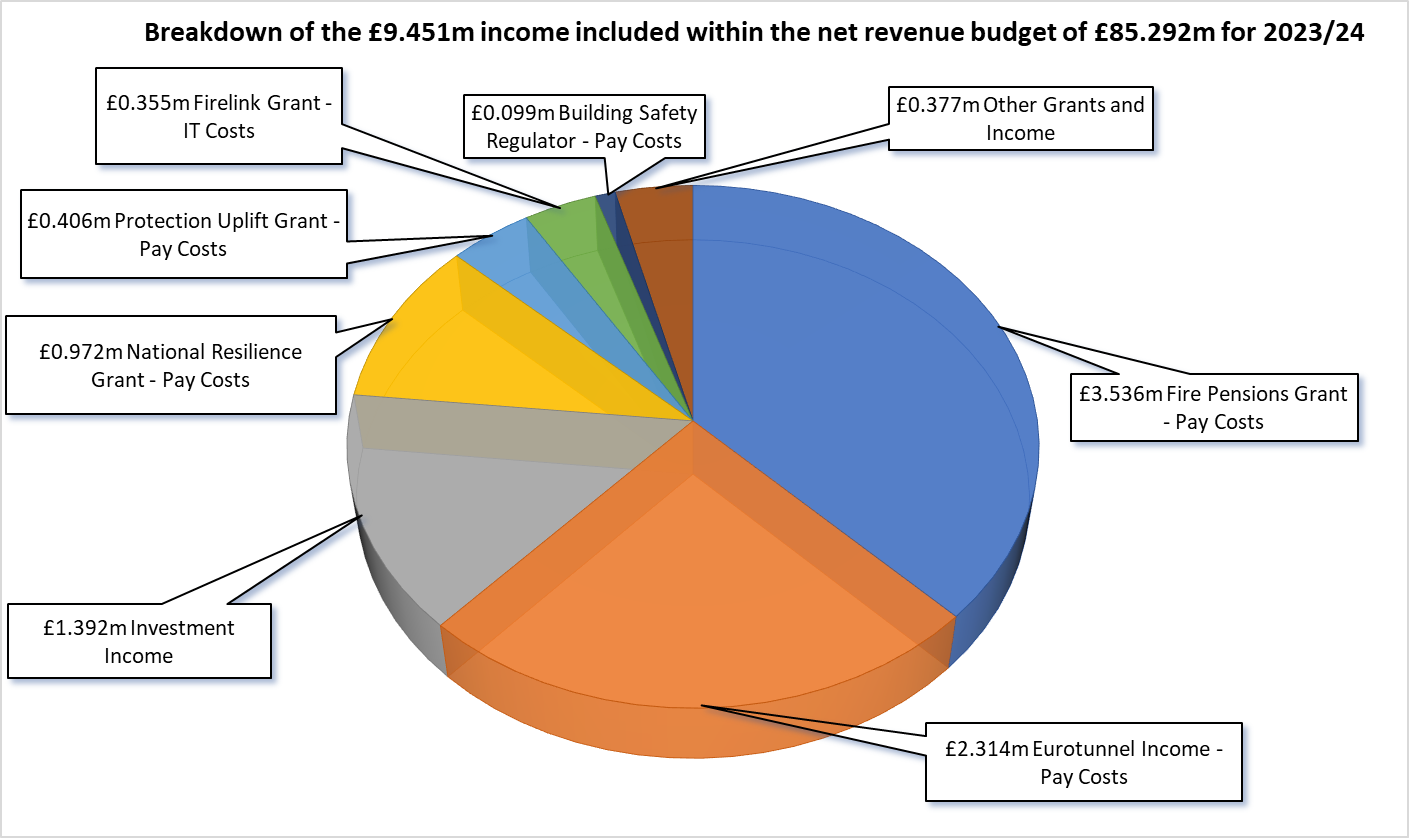 Breakdown of the £9.451m income included within the net revenue budget of £85.292m for 2023/24
£0.355m Firelink Grant -
IT Costs
£0.099m Building Safety
Regulator - Pay Costs
£0.377m Other Grants and
Income
£0.406m Protection Uplift Grant -
Pay Costs
£0.972m National Resilience
Grant - Pay Costs
£3.536m Fire Pensions Grant
- Pay Costs
£1.392m Investment
Income
£2.314m Eurotunnel Income -
Pay Costs